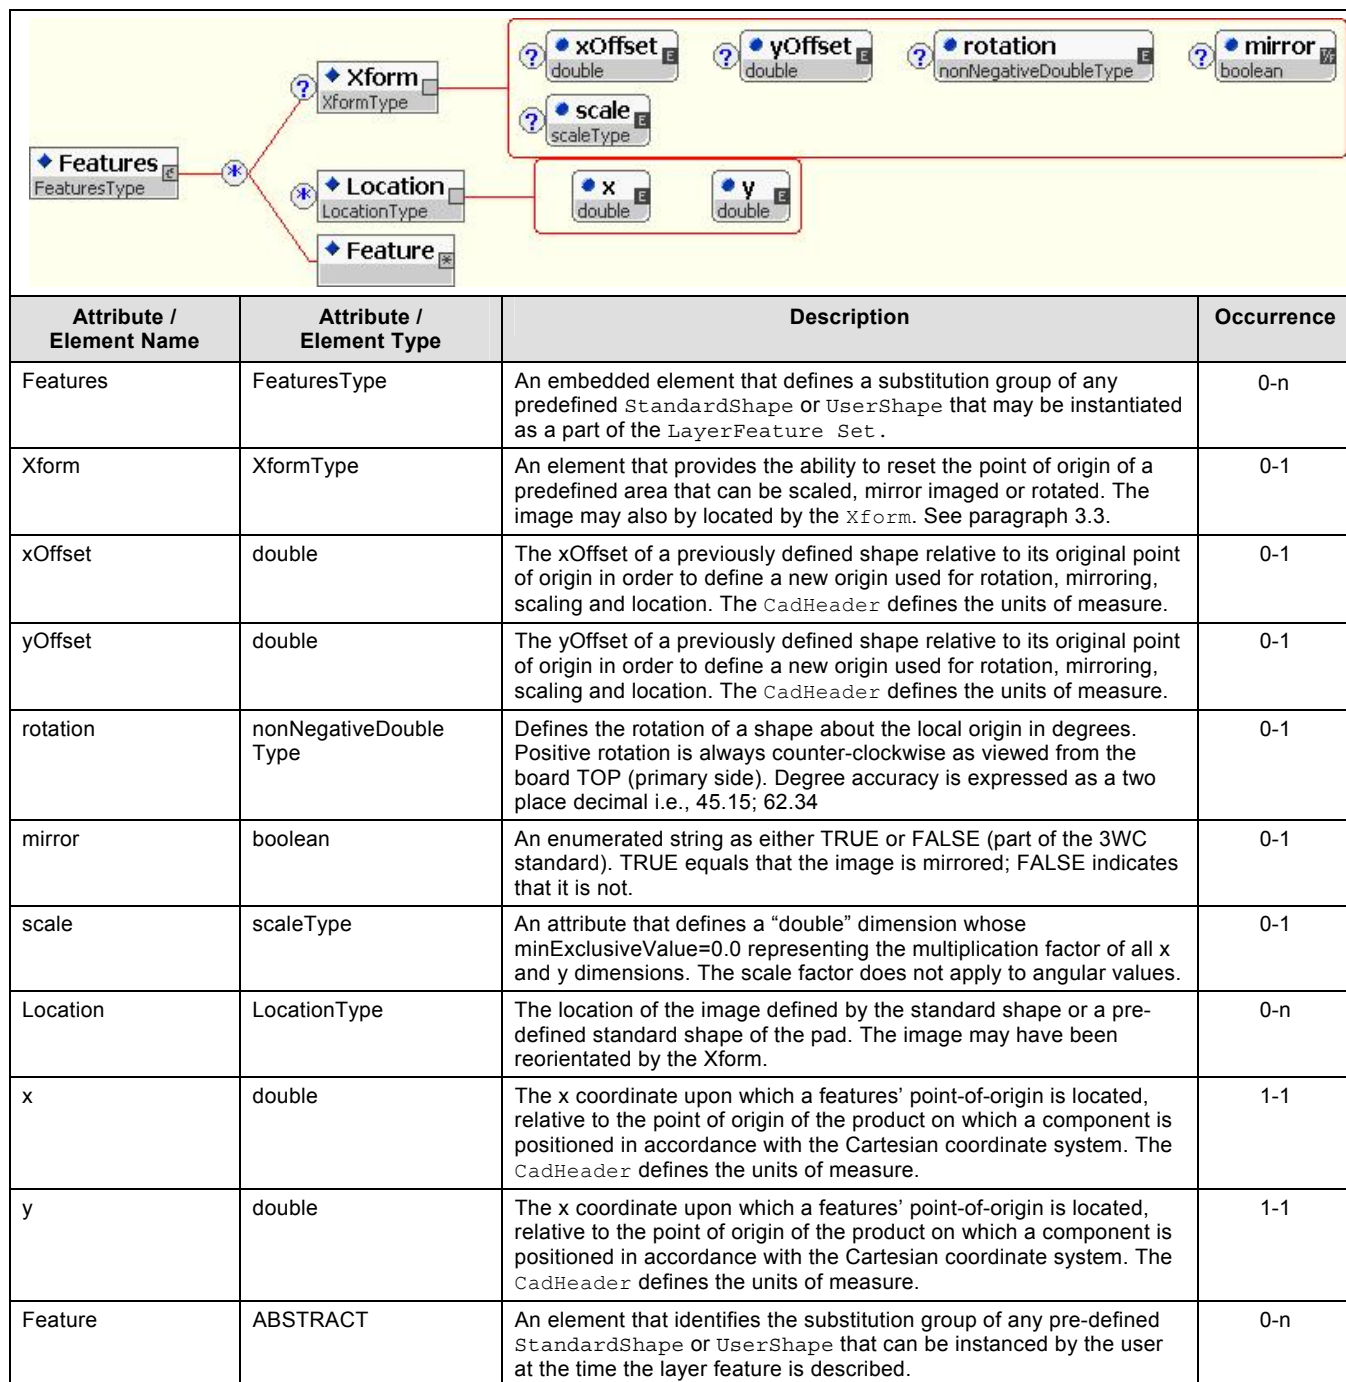 xOffset
double
yOffset
double
rotation
nonNegativeDoubleType
mirror
boolean
Xform
XformType
scale
scaleType
Features
FeaturesType
Location
LocationType
x
double
y
double
Feature
Attribute /
Element Name
Attribute /
Element Type
Description
Occurrence
Features
FeaturesType
An embedded element that defines a substitution group of any
predefined StandardShape or UserShape that may be instantiated
as a part of the LayerFeature Set.
0-n
Xform
XformType
An element that provides the ability to reset the point of origin of a
predefined area that can be scaled, mirror imaged or rotated. The
image may also by located by the Xform. See paragraph 3.3.
0-1
xOffset
double
The xOffset of a previously defined shape relative to its original point
of origin in order to define a new origin used for rotation, mirroring,
scaling and location. The CadHeader defines the units of measure.
0-1
yOffset
double
The yOffset of a previously defined shape relative to its original point
of origin in order to define a new origin used for rotation, mirroring,
scaling and location. The CadHeader defines the units of measure.
0-1
rotation
nonNegativeDouble
Type
Defines the rotation of a shape about the local origin in degrees.
Positive rotation is always counter-clockwise as viewed from the
board TOP (primary side). Degree accuracy is expressed as a two
place decimal i.e., 45.15; 62.34
0-1
mirror
boolean
An enumerated string as either TRUE or FALSE (part of the 3WC
standard). TRUE equals that the image is mirrored; FALSE indicates
that it is not.
0-1
scale
scaleType
An attribute that defines a “double” dimension whose
minExclusiveValue=0.0 representing the multiplication factor of all x
and y dimensions. The scale factor does not apply to angular values.
0-1
Location
LocationType
The location of the image defined by the standard shape or a pre-
defined standard shape of the pad. The image may have been
reorientated by the Xform.
0-n
x
double
The x coordinate upon which a features’ point-of-origin is located,
relative to the point of origin of the product on which a component is
positioned in accordance with the Cartesian coordinate system. The
CadHeader defines the units of measure.
1-1
y
double
The x coordinate upon which a features’ point-of-origin is located,
relative to the point of origin of the product on which a component is
positioned in accordance with the Cartesian coordinate system. The
CadHeader defines the units of measure.
1-1
Feature
ABSTRACT
An element that identifies the substitution group of any pre-defined
StandardShape or UserShape that can be instanced by the user
at the time the layer feature is described.
0-n